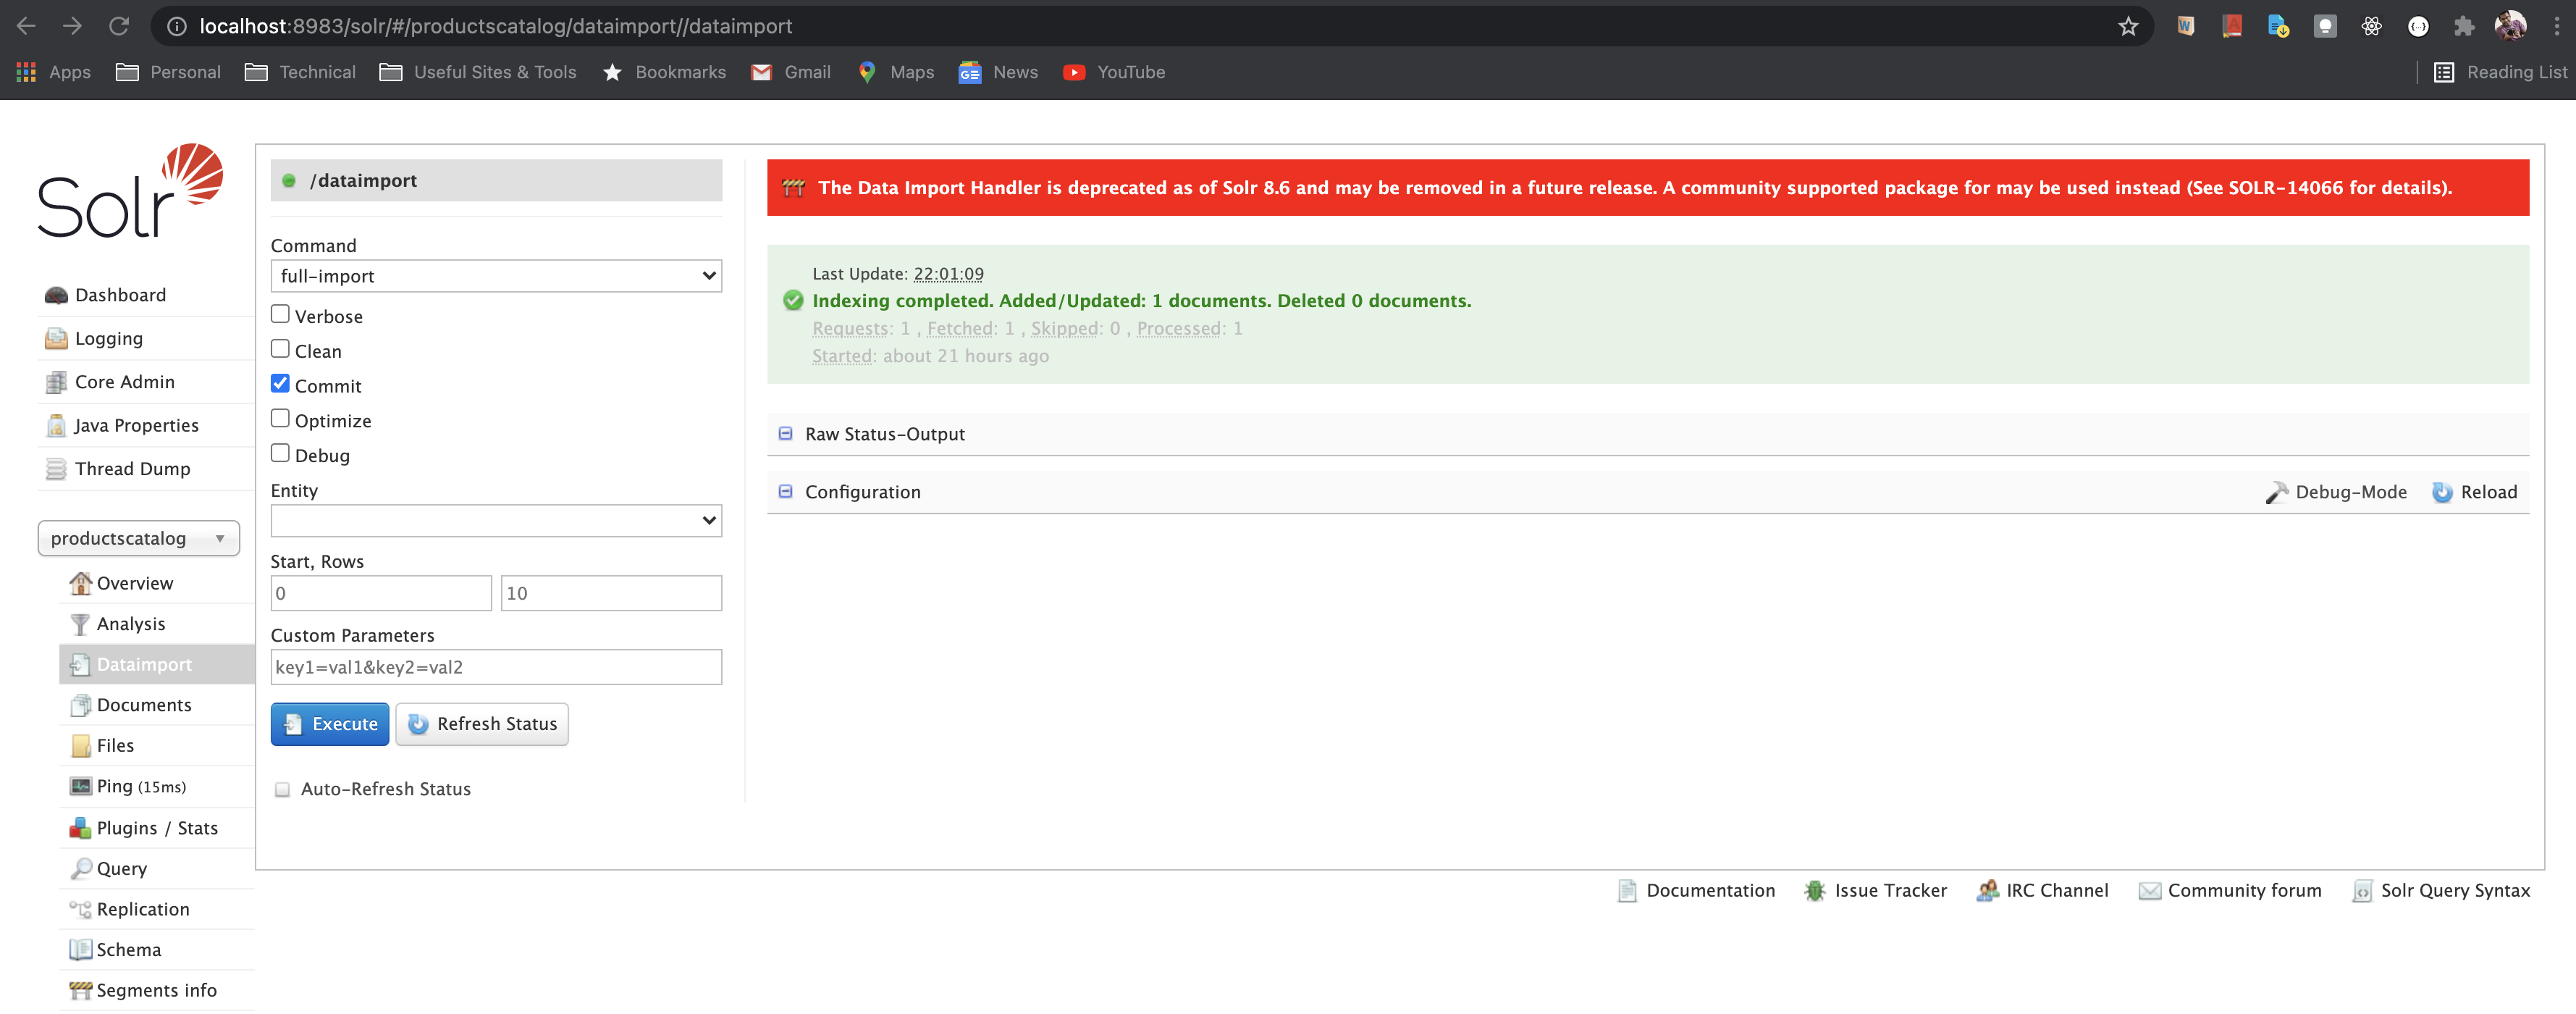 localhost:8983/solr/#/productscatalog/dataimport//dataimport
Apps Personal Technical Useful Sites & Tools Bookmarks Gmail Maps News YouTube Reading List
Solr
Dashboard
Logging
Core Admin
Java Properties
Thread Dump
productscatalog
Overview
Analysis
Dataimport
Documents
Files
Ping (15ms)
Plugins / Stats
Query
Replication
Schema
Segments info
/dataimport
Command
full-import
Verbose
Clean
Commit
Optimize
Debug
Entity
Start, Rows
0 10
Custom Parameters
key1=val1&key2=val2
Execute Refresh Status
Auto-Refresh Status
The Data Import Handler is deprecated as of Solr 8.6 and may be removed in a future release. A community supported package for may be used instead (See SOLR-14066 for details).
Last Update: 22:01:09
Indexing completed. Added/Updated: 1 documents. Deleted 0 documents.
Requests: 1 , Fetched: 1 , Skipped: 0 , Processed: 1
Started: about 21 hours ago
Raw Status-Output
Configuration Debug-Mode Reload
Documentation Issue Tracker IRC Channel Community forum Solr Query Syntax